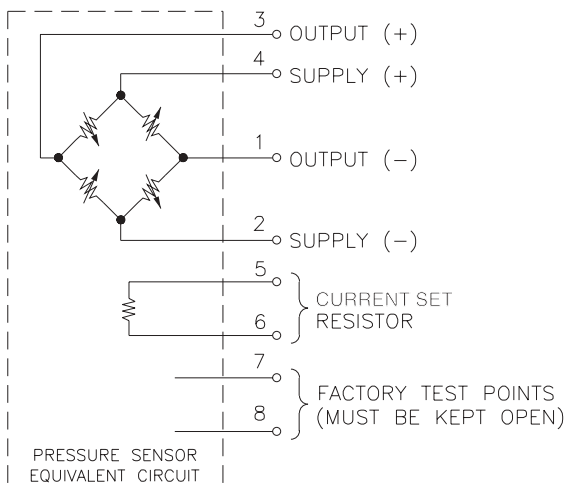 3 OUTPUT (+)
4 SUPPLY (+)
1 OUTPUT (-)
2 SUPPLY (-)
5
CURRENT SET
RESISTOR
6
7
FACTORY TEST POINTS
(MUST BE KEPT OPEN)
8
PRESSURE SENSOR
EQUIVALENT CIRCUIT